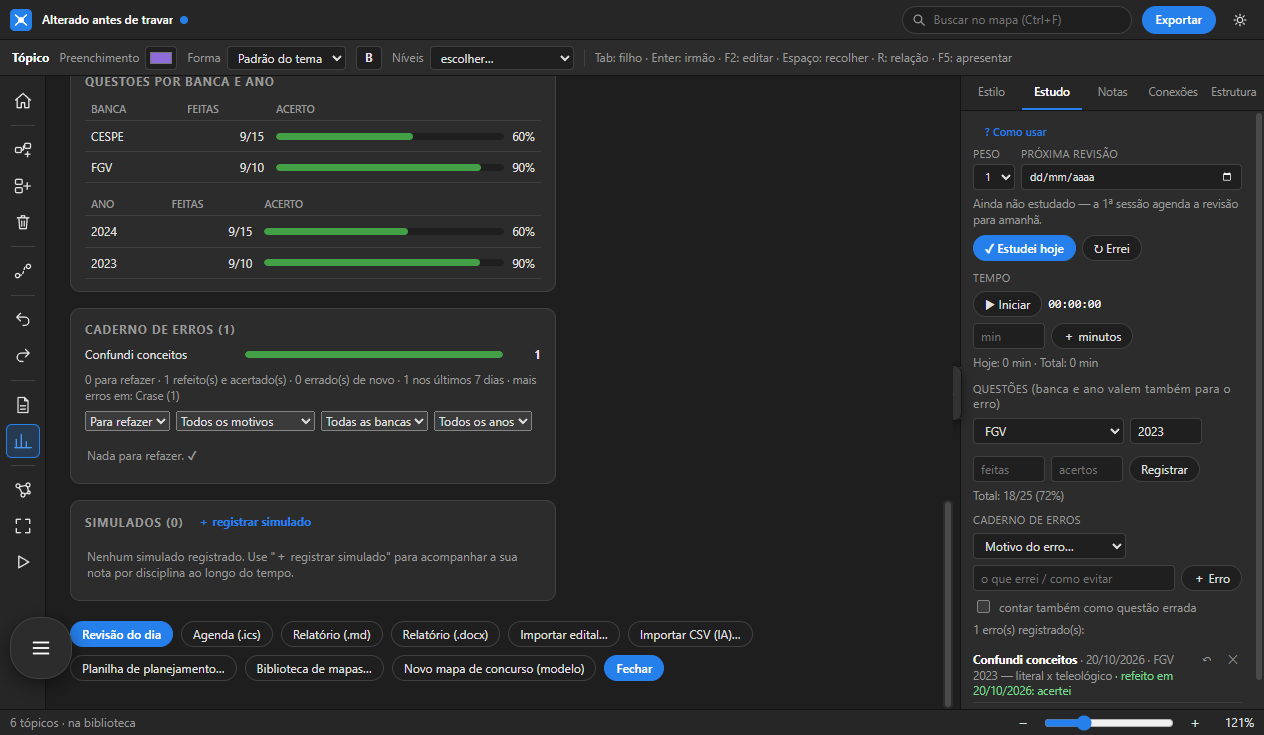 Alterado antes de travar
Buscar no mapa (Ctrl+F)
Exportar
Tópico Preenchimento Forma Padrão do tema B Níveis escolher... Tab: filho · Enter: irmão · F2: editar · Espaço: recolher · R: relação · F5: apresentar
QUESTÕES POR BANCA E ANO
BANCA FEITAS ACERTO
CESPE 9/15 60%
FGV 9/10 90%
ANO FEITAS ACERTO
2024 9/15 60%
2023 9/10 90%
CADERNO DE ERROS (1)
Confundi conceitos 1
0 para refazer · 1 refeito(s) e acertado(s) · 0 errado(s) de novo · 1 nos últimos 7 dias · mais
erros em: Crase (1)
Para refazer Todos os motivos Todas as bancas Todos os anos
Nada para refazer. ✓
SIMULADOS (0) + registrar simulado
Nenhum simulado registrado. Use "+ registrar simulado" para acompanhar a sua
nota por disciplina ao longo do tempo.
Revisão do dia Agenda (.ics) Relatório (.md) Relatório (.docx) Importar edital... Importar CSV (IA)...
Planilha de planejamento... Biblioteca de mapas... Novo mapa de concurso (modelo) Fechar
Estilo Estudo Notas Conexões Estrutura
? Como usar
PESO PRÓXIMA REVISÃO
1 dd/mm/aaaa
Ainda não estudado — a 1ª sessão agenda a revisão
para amanhã.
✓ Estudei hoje ↻ Errei
TEMPO
▶ Iniciar 00:00:00
min + minutos
Hoje: 0 min · Total: 0 min
QUESTÕES (banca e ano valem também para o
erro)
FGV 2023
feitas acertos Registrar
Total: 18/25 (72%)
CADERNO DE ERROS
Motivo do erro...
o que errei / como evitar + Erro
contar também como questão errada
1 erro(s) registrado(s):
Confundi conceitos · 20/10/2026 · FGV
2023 — literal x teleológico · refeito em
20/10/2026: acertei
6 tópicos · na biblioteca
− + 121%